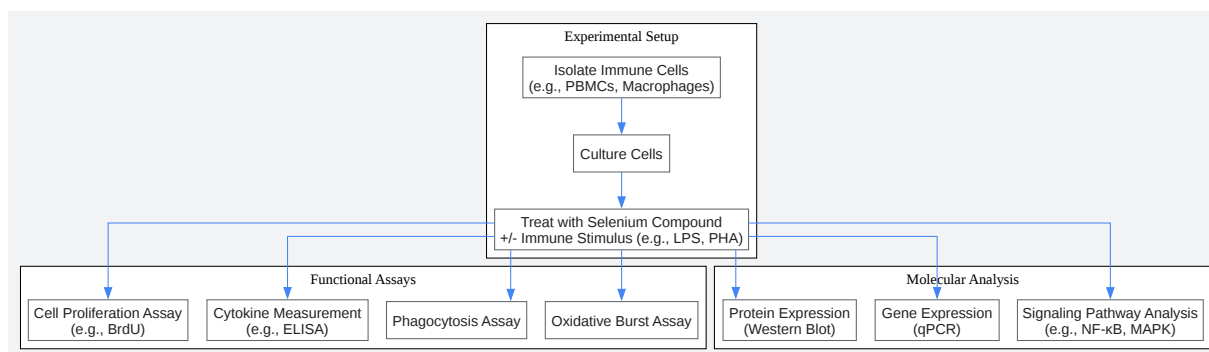 Experimental Setup
Isolate Immune Cells
(e.g., PBMCs, Macrophages)
Culture Cells
Treat with Selenium Compound
+/- Immune Stimulus (e.g., LPS, PHA)
Functional Assays
Cell Proliferation Assay
(e.g., BrdU)
Cytokine Measurement
(e.g., ELISA)
Phagocytosis Assay
Oxidative Burst Assay
Molecular Analysis
Protein Expression
(Western Blot)
Gene Expression
(qPCR)
Signaling Pathway Analysis
(e.g., NF-κB, MAPK)